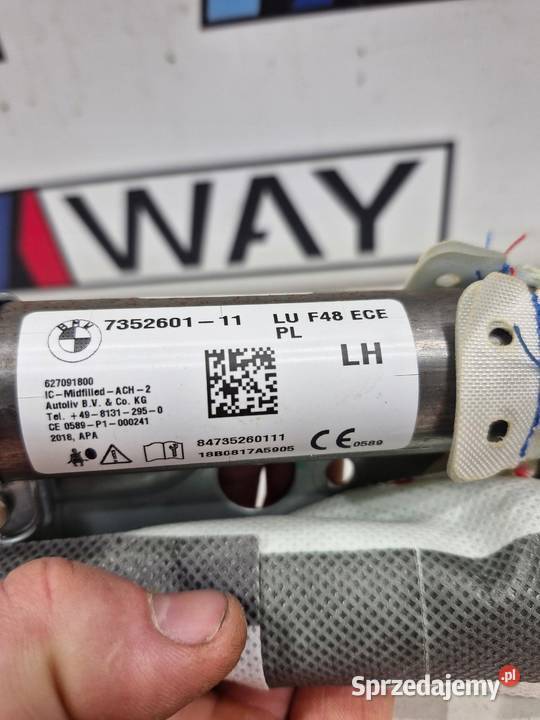 WAY
BMW
7352601-11 LU F48 ECE
PL
LH
627091800
IC-Midfilled-ACH-2
Autoliv B.V. & Co. KG
Tel. +49-8131-295-0
CE 0589-P1-000241
2018, APA
84735260111
18B0817A5905
CE 0589
Sprzedajemy.pl